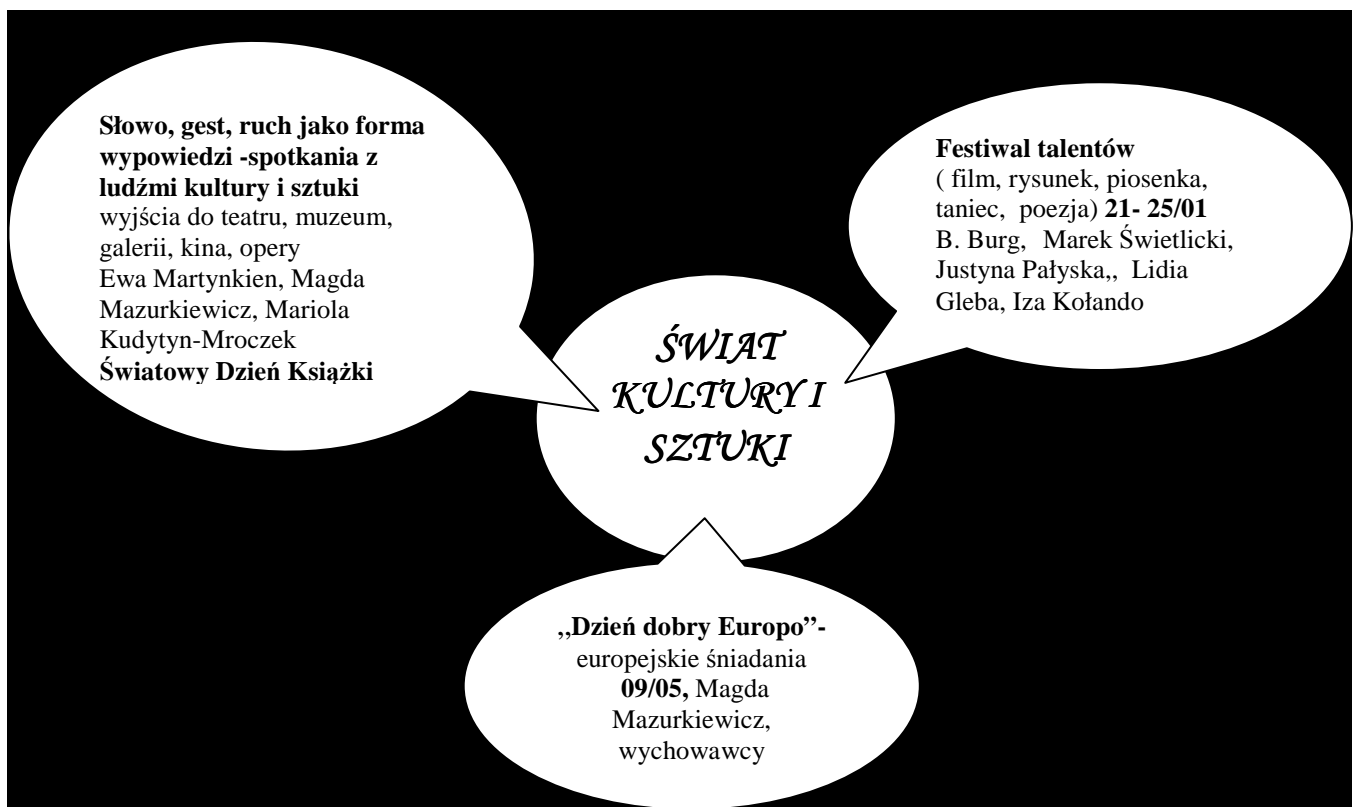 Słowo, gest, ruch jako forma
wypowiedzi -spotkania z
ludźmi kultury i sztuki
wyjścia do teatru, muzeum,
galerii, kina, opery
Ewa Martynkien, Magda
Mazurkiewicz, Mariola
Kudytyn-Mroczek
Światowy Dzień Książki
Festiwal talentów
( film, rysunek, piosenka,
taniec, poezja) 21- 25/01
B. Burg, Marek Świetlicki,
Justyna Pałyska,, Lidia
Gleba, Iza Kołando
ŚWIAT
KULTURY I
SZTUKI
„Dzień dobry Europo”-
europejskie śniadania
09/05, Magda
Mazurkiewicz,
wychowawcy